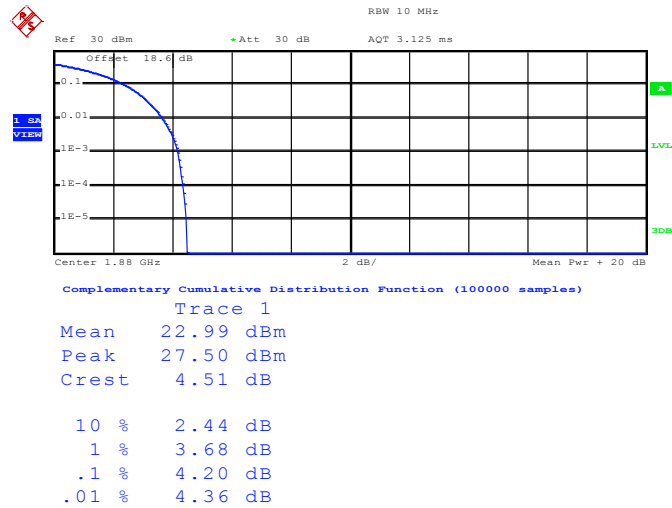 RBW 10 MHz
Ref 30 dBm *Att 30 dB AQT 3.125 ms
Offset 18.6 dB
0.1
A
0.01
1 SA
VIEW
1E-3
LVL
1E-4
1E-5
3DB
Center 1.88 GHz 2 dB/ Mean Pwr + 20 dB
Complementary Cumulative Distribution Function (100000 samples)
Trace 1
Mean 22.99 dBm
Peak 27.50 dBm
Crest 4.51 dB
10 % 2.44 dB
1 % 3.68 dB
.1 % 4.20 dB
.01 % 4.36 dB